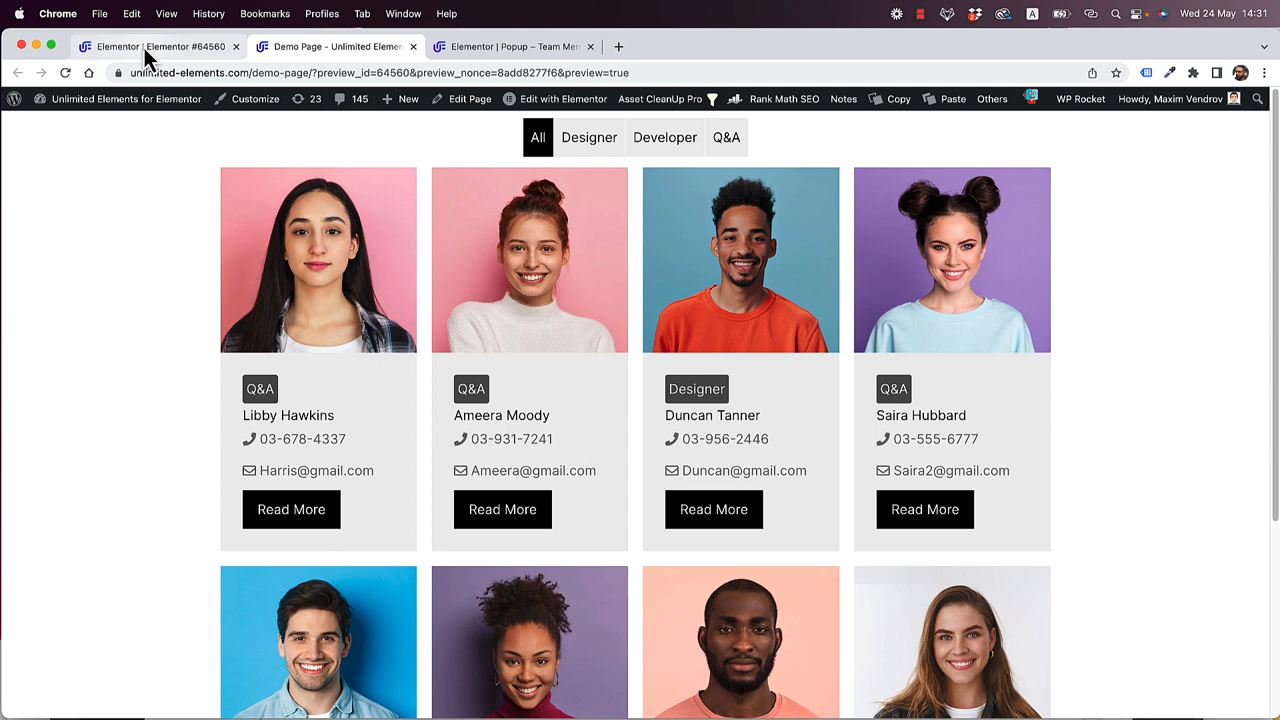 Chrome File Edit View History Bookmarks Profiles Tab Window Help A Wed 24 May 14:31
Elementor | Elementor #64560 Demo Page - Unlimited Elemen Elementor | Popup – Team Mem
unlimited-elements.com/demo-page/?preview_id=64560&preview_nonce=8add8277f6&preview=true
Unlimited Elements for Elementor Customize 23 145 New Edit Page Edit with Elementor Asset CleanUp Pro Rank Math SEO Notes Copy Paste Others WP Rocket Howdy, Maxim Vendrov
All Designer Developer Q&A
Q&A
Libby Hawkins
03-678-4337
Harris@gmail.com
Read More
Q&A
Ameera Moody
03-931-7241
Ameera@gmail.com
Read More
Designer
Duncan Tanner
03-956-2446
Duncan@gmail.com
Read More
Q&A
Saira Hubbard
03-555-6777
Saira2@gmail.com
Read More